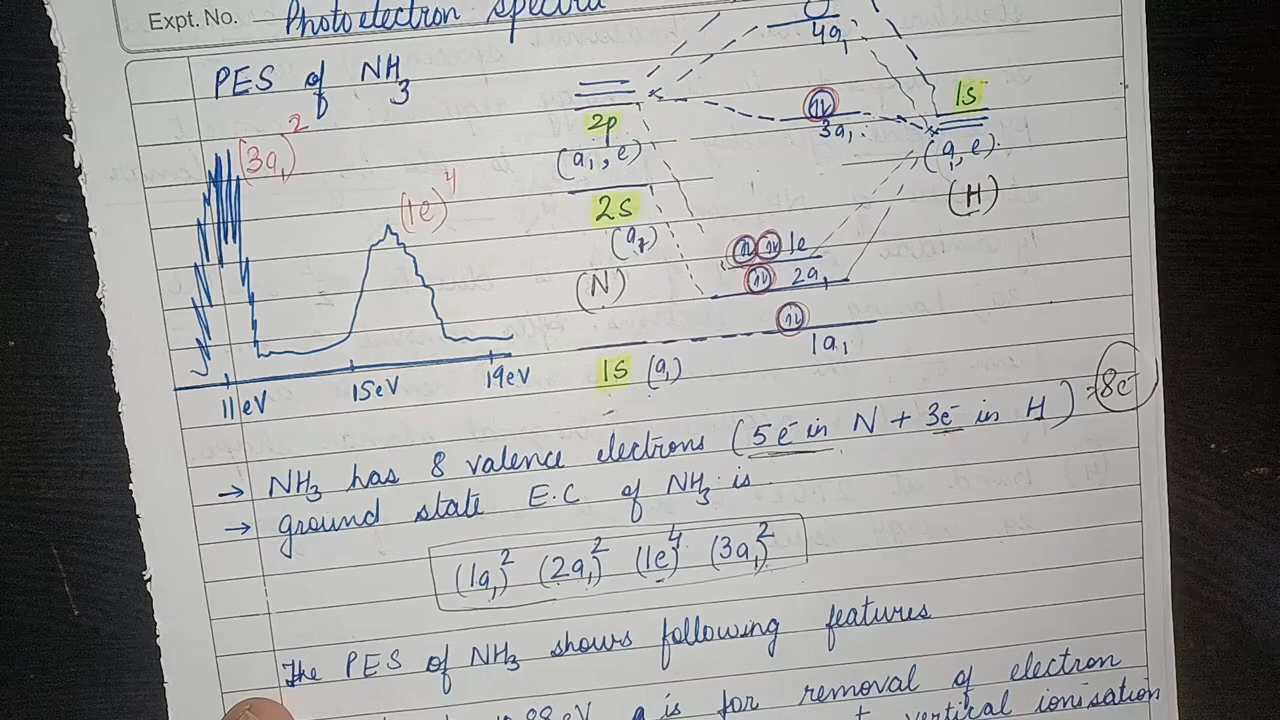 Expt. No. Photoelectron spectra
PES of NH3
(3a1)2
(1e)4
11eV
15eV
19eV
4a1
2p
(a1, e)
1s
3a1
(a1 e)
(H)
2s
(a1)
(N)
1e
2a1
1a1
1s (a1)
→ NH3 has 8 valence electrons (5e- in N + 3e- in H) = 8e-
→ ground state E.C of NH3 is
(1a1)2 (2a1)2 (1e)4 (3a1)2
The PES of NH3 shows following features
is for removal of electron
vertical ionisation